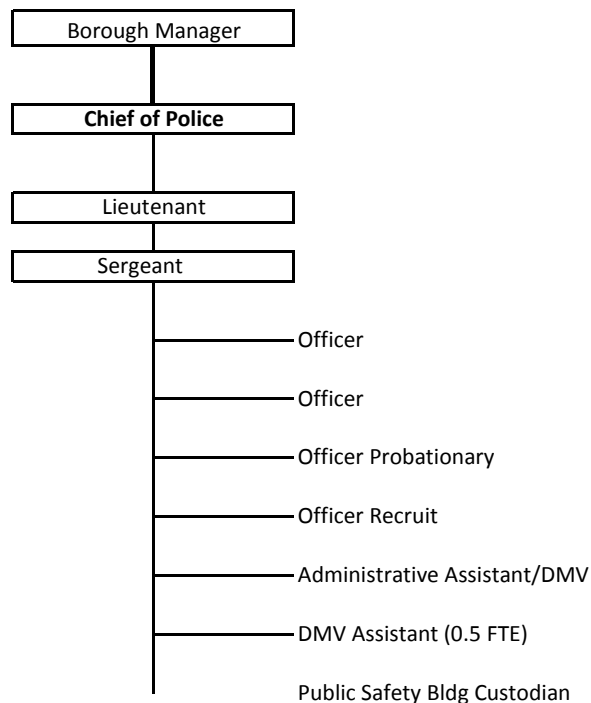 Borough Manager
Chief of Police
Lieutenant
Sergeant
Officer
Officer
Officer Probationary
Officer Recruit
Administrative Assistant/DMV
DMV Assistant (0.5 FTE)
Public Safety Bldg Custodian